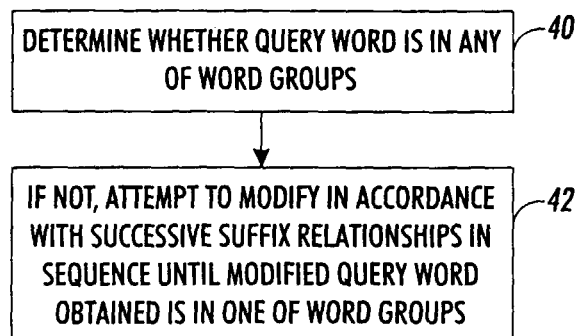 DETERMINE WHETHER QUERY WORD IS IN ANY
OF WORD GROUPS
40
IF NOT, ATTEMPT TO MODIFY IN ACCORDANCE
WITH SUCCESSIVE SUFFIX RELATIONSHIPS IN
SEQUENCE UNTIL MODIFIED QUERY WORD
OBTAINED IS IN ONE OF WORD GROUPS
42